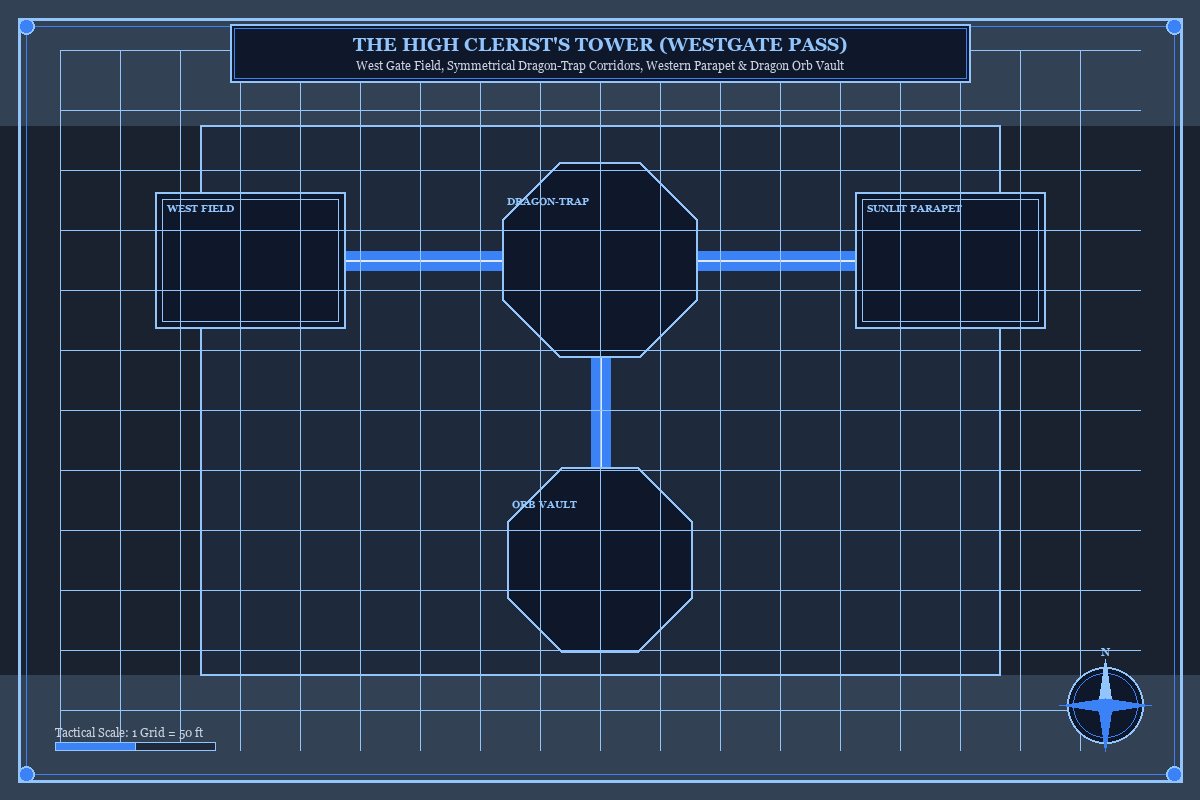 THE HIGH CLERIST'S TOWER (WESTGATE PASS)
West Gate Field, Symmetrical Dragon-Trap Corridors, Western Parapet & Dragon Orb Vault
DRAGON-TRAP
WEST FIELD
SUNLIT PARAPET
ORB VAULT
N
Tactical Scale: 1 Grid = 50 ft